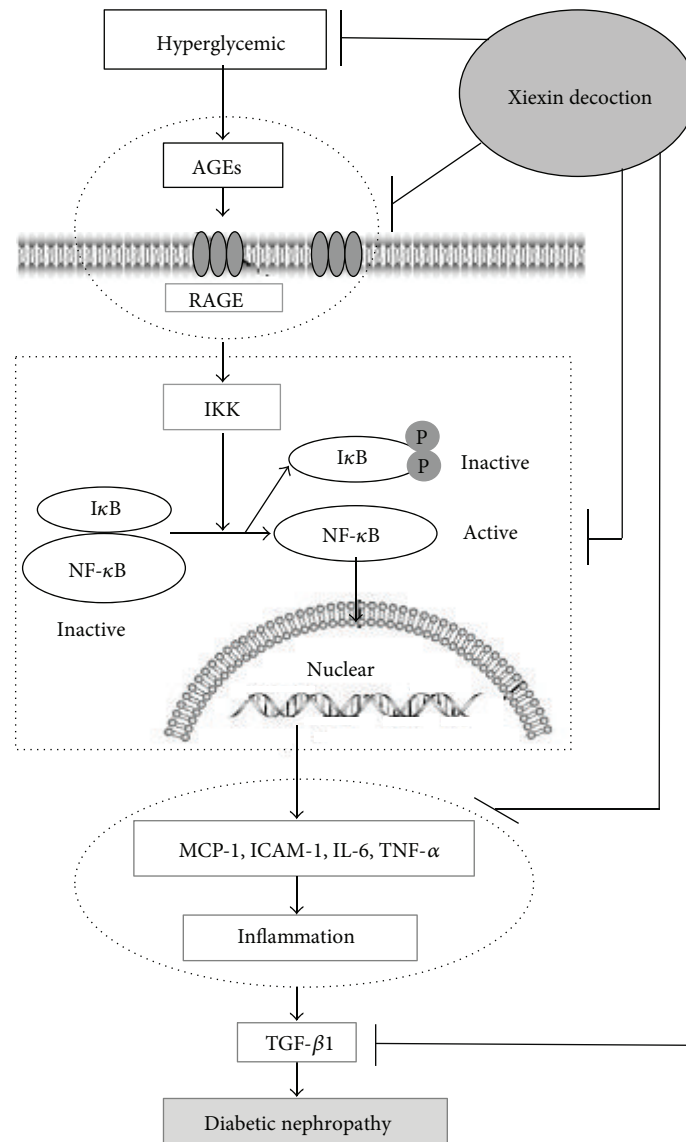 Hyperglycemic
Xiexin decoction
AGEs
RAGE
IKK
P
IκB
P
Inactive
IκB
NF-κB
Active
NF-κB
Inactive
Nuclear
MCP-1, ICAM-1, IL-6, TNF-α
Inflammation
TGF-β1
Diabetic nephropathy